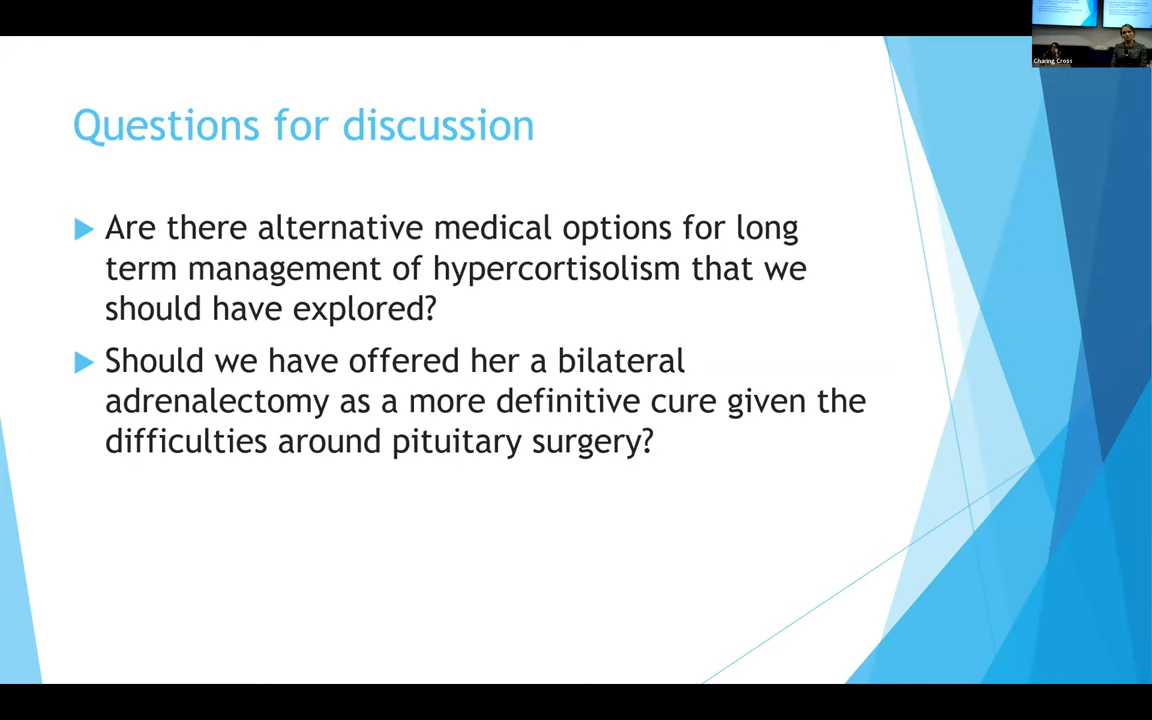 Charing Cross
Questions for discussion
Are there alternative medical options for long
term management of hypercortisolism that we
should have explored?
Should we have offered her a bilateral
adrenalectomy as a more definitive cure given the
difficulties around pituitary surgery?